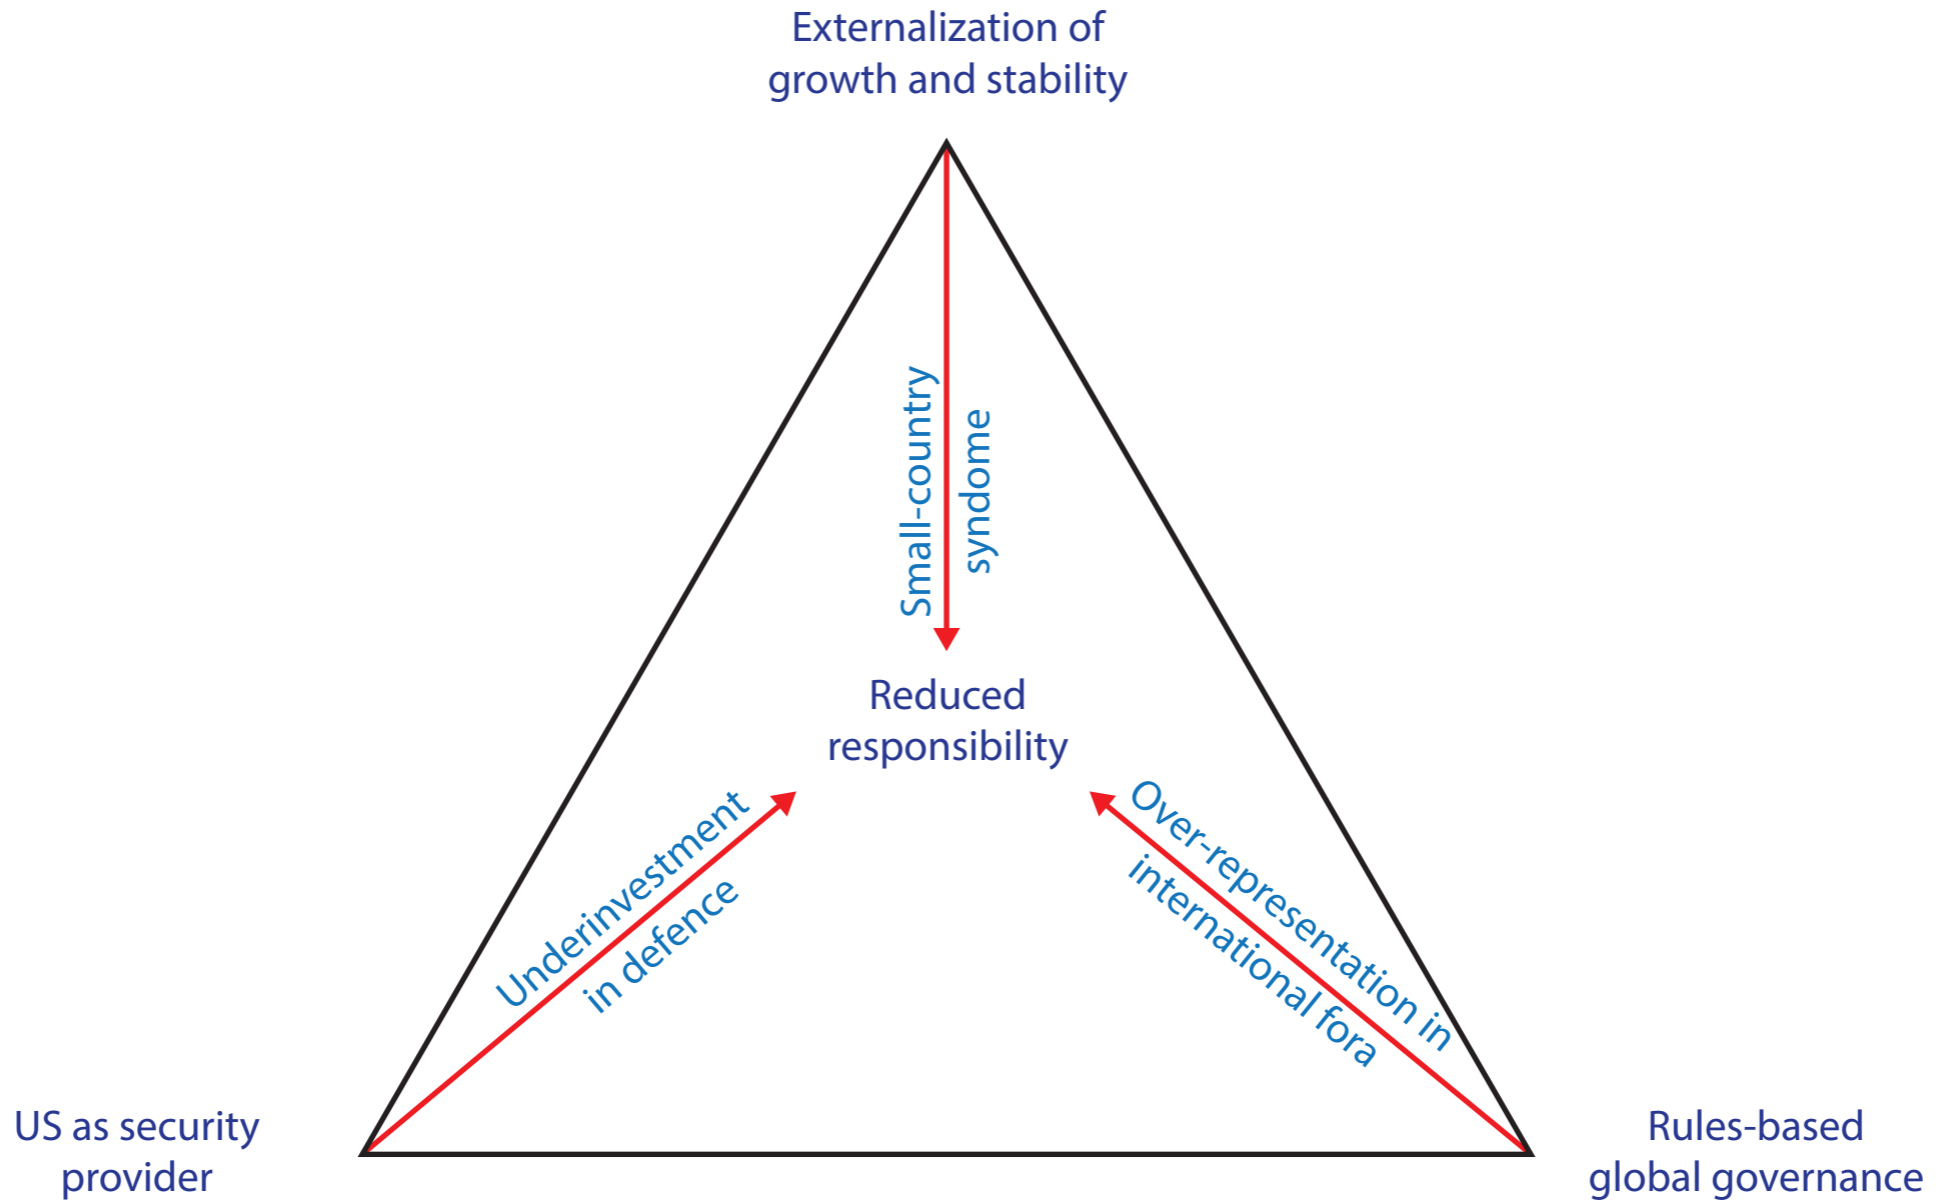 Externalization of
growth and stability
Small-country
syndome
Reduced
responsibility
Underinvestment
in defence
Over-representation in
international fora
US as security
provider
Rules-based
global governance